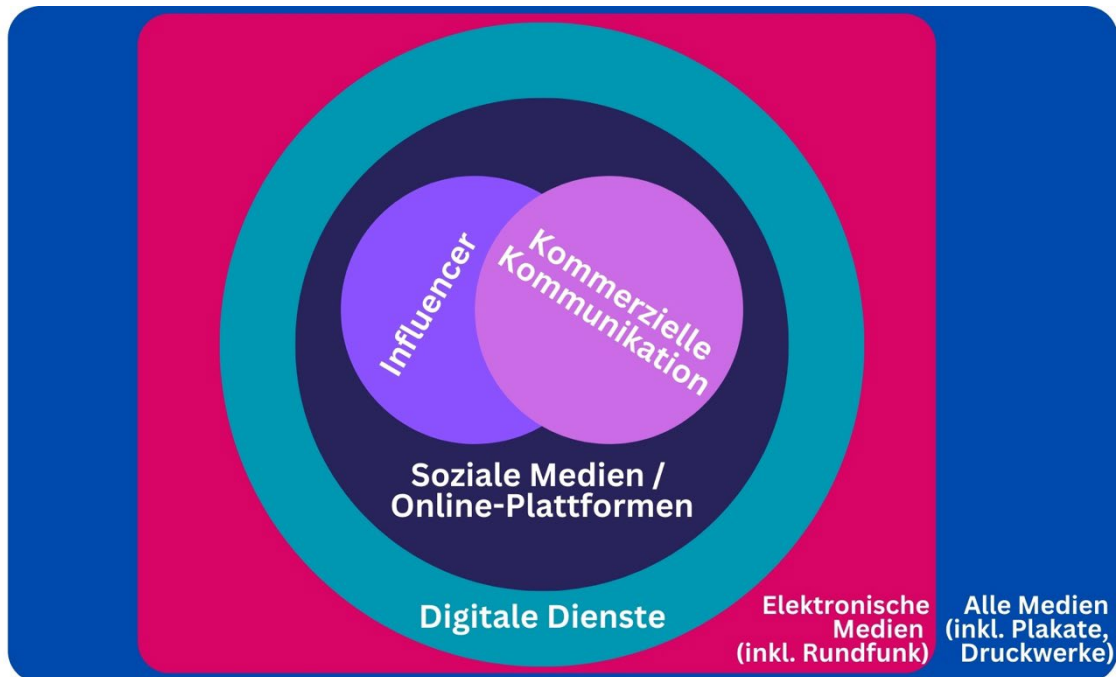 Influencer
Kommerzielle
Kommunikation
Soziale Medien /
Online-Plattformen
Digitale Dienste
Elektronische
Medien
(inkl. Rundfunk)
Alle Medien
(inkl. Plakate,
Druckwerke)